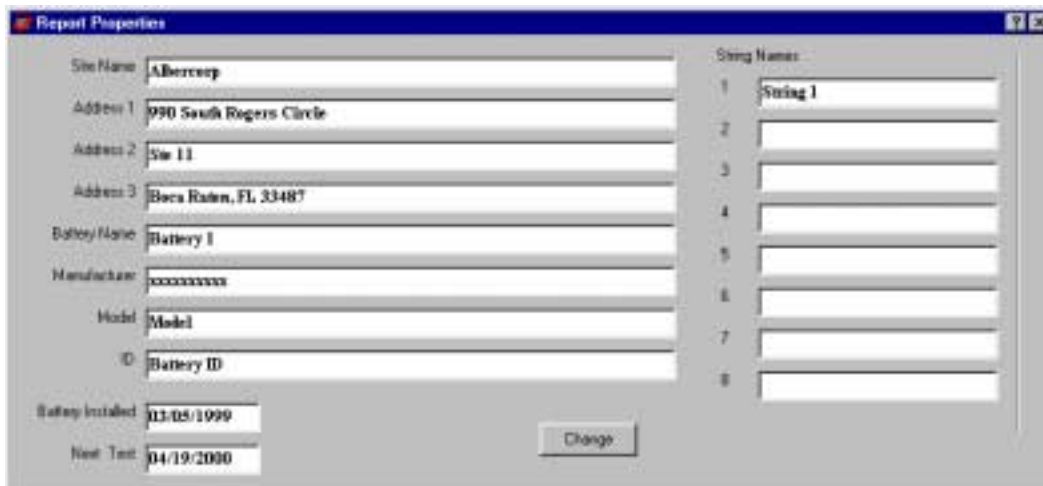 Report Properties
Site Name Albercorp
Address 1 990 South Rogers Circle
Address 2 Ste 11
Address 3 Boca Raton, FL 33487
Battery Name Battery 1
Manufacturer xxxxxxxxxx
Model Model
ID Battery ID
Battery Installed 03/05/1999
Next Test 04/19/2000
Change
String Names
1 String 1
2
3
4
5
6
7
8